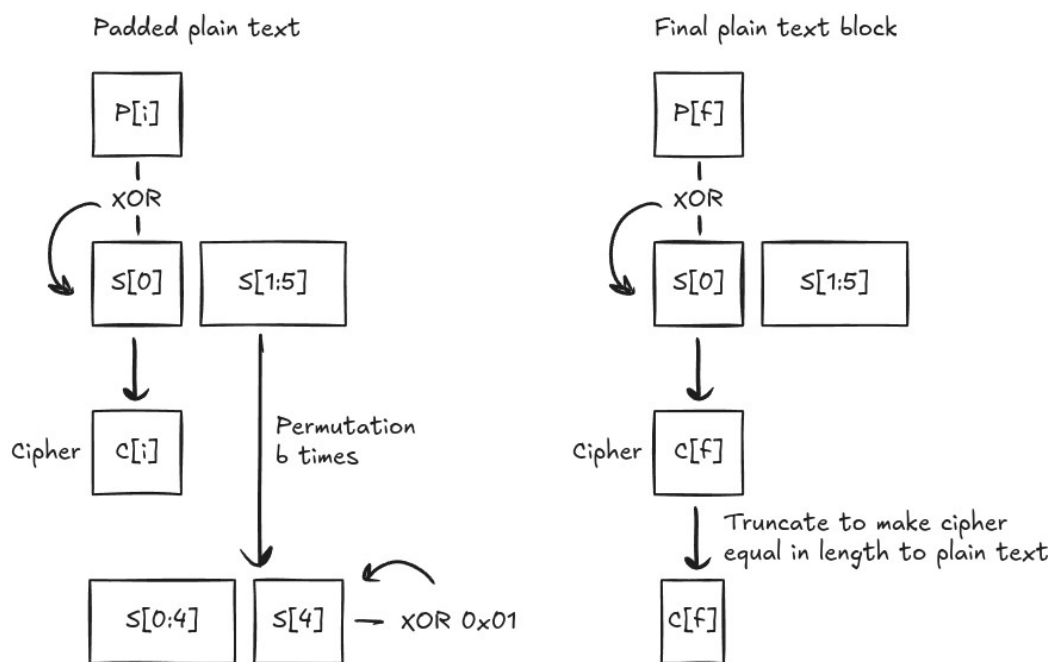 Padded plain text
P[i]
XOR
S[0]
S[1:5]
Cipher
C[i]
Permutation
6 times
S[0:4]
S[4]
XOR 0x01
Final plain text block
P[f]
XOR
S[0]
S[1:5]
Cipher
C[f]
Truncate to make cipher
equal in length to plain text
C[f]